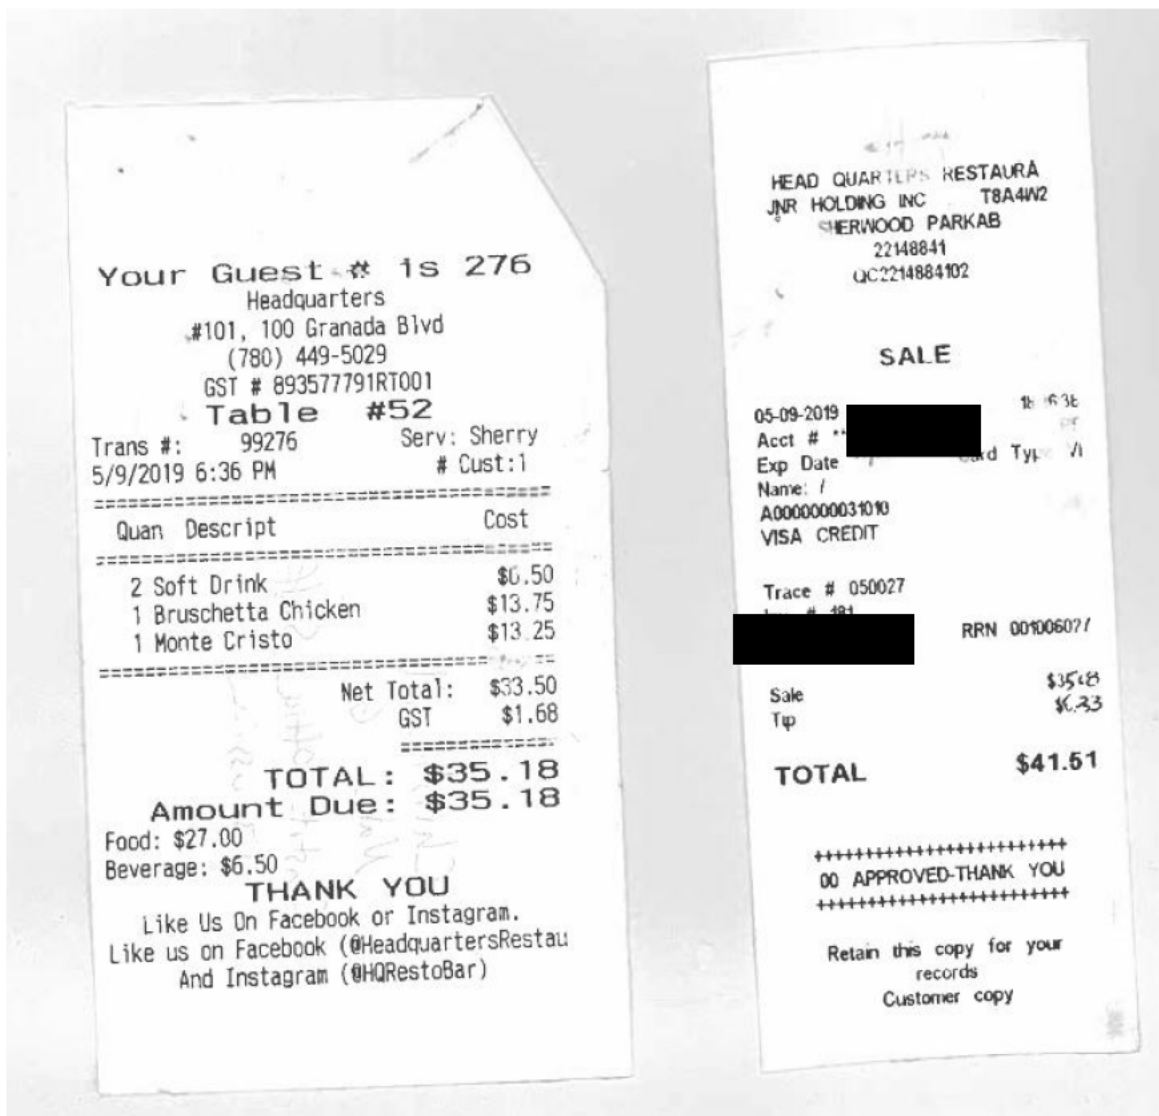 Your Guest # is 276
Headquarters
#101, 100 Granada Blvd
(780) 449-5029
GST # 893577791RT001
Table #52
Trans #: 99276 Serv: Sherry
5/9/2019 6:36 PM # Cust:1
Quan Descript Cost
2 Soft Drink $6.50
1 Bruschetta Chicken $13.75
1 Monte Cristo $13.25
Net Total: $33.50
GST $1.68
TOTAL: $35.18
Amount Due: $35.18
Food: $27.00
Beverage: $6.50
THANK YOU
Like Us On Facebook or Instagram.
Like us on Facebook (@HeadquartersRestau
And Instagram (@HQRestoBar)
HEAD QUARTERS RESTAURA
JNR HOLDING INC T8A4W2
SHERWOOD PARKAB
22148841
QC2214884102
SALE
05-09-2019
Acct # **
Exp Date Card Type VI
Name: /
A0000000031010
VISA CREDIT
Trace # 050027
RRN 00100602/
Sale $35.18
Tip $6.33
TOTAL $41.51
+++++++++++++++++++++++++
00 APPROVED-THANK YOU
+++++++++++++++++++++++++
Retain this copy for your
records
Customer copy